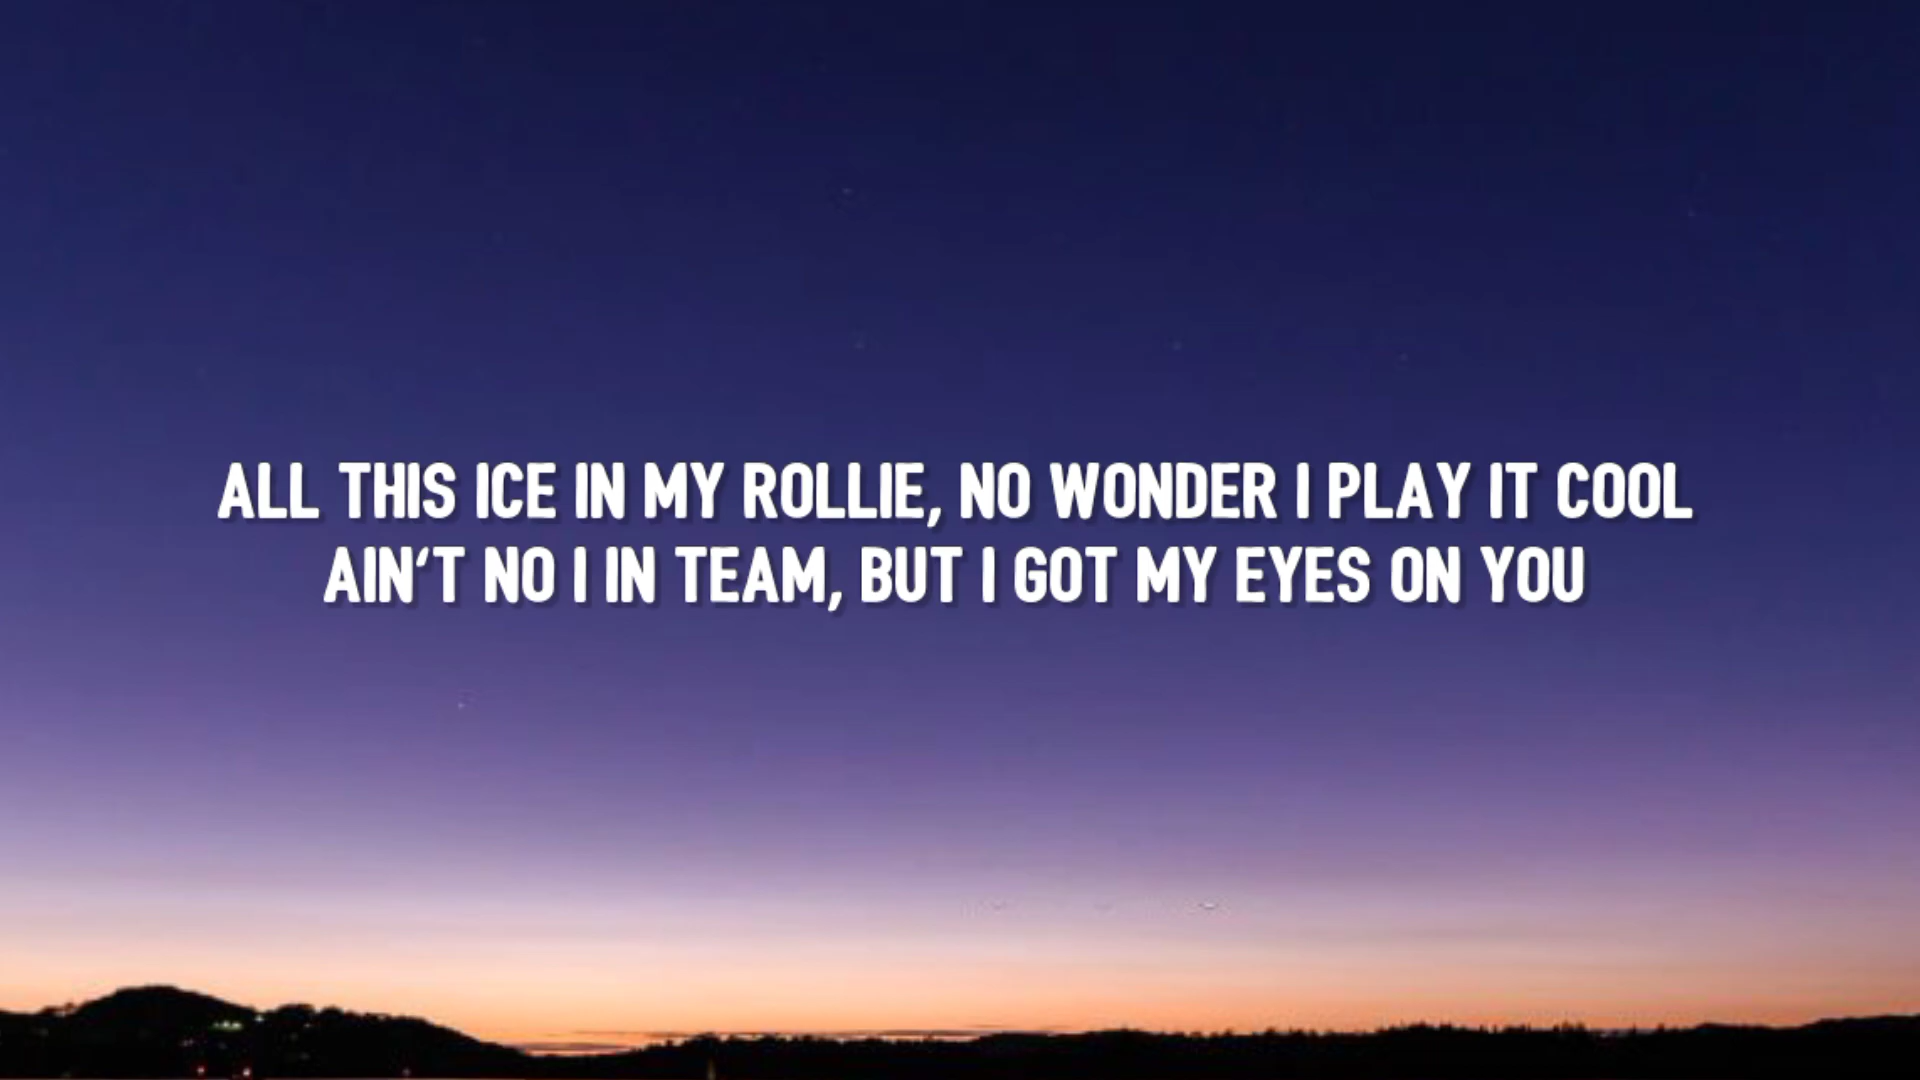 ALL THIS ICE IN MY ROLLIE, NO WONDER I PLAY IT COOL
AIN'T NO I IN TEAM, BUT I GOT MY EYES ON YOU